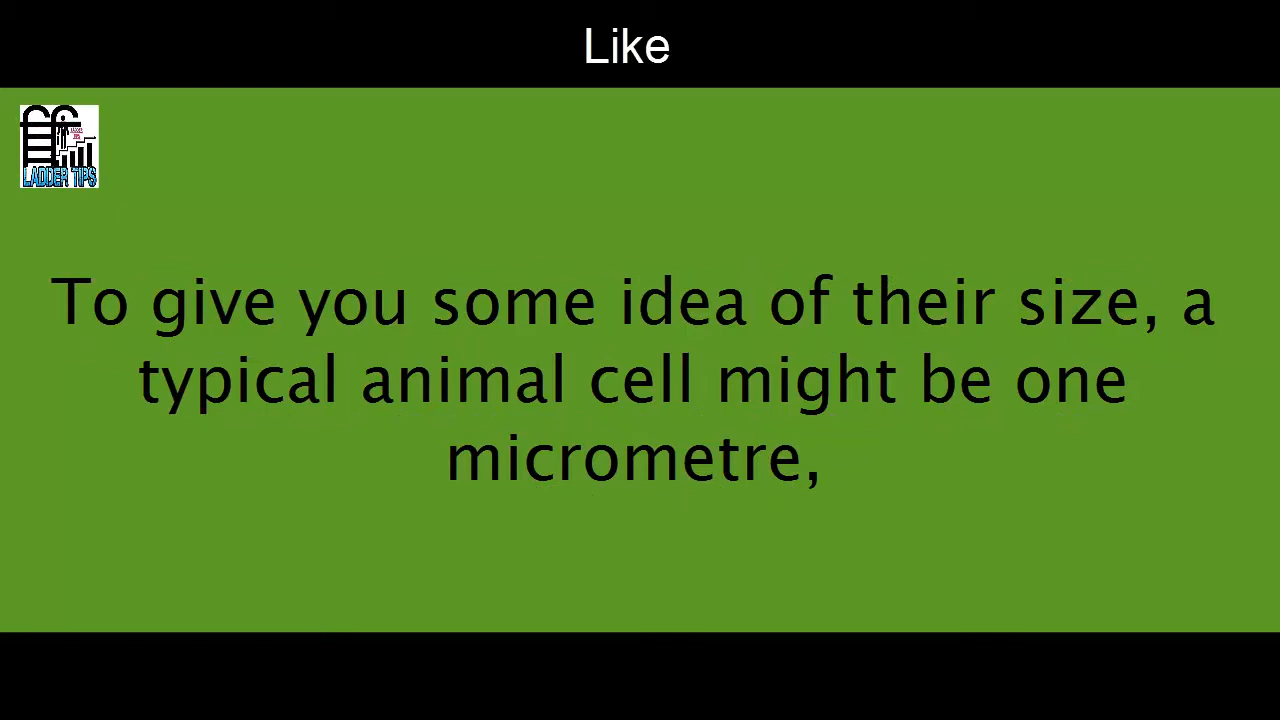 Like
LADDER TIPS
To give you some idea of their size, a
typical animal cell might be one
micrometre,